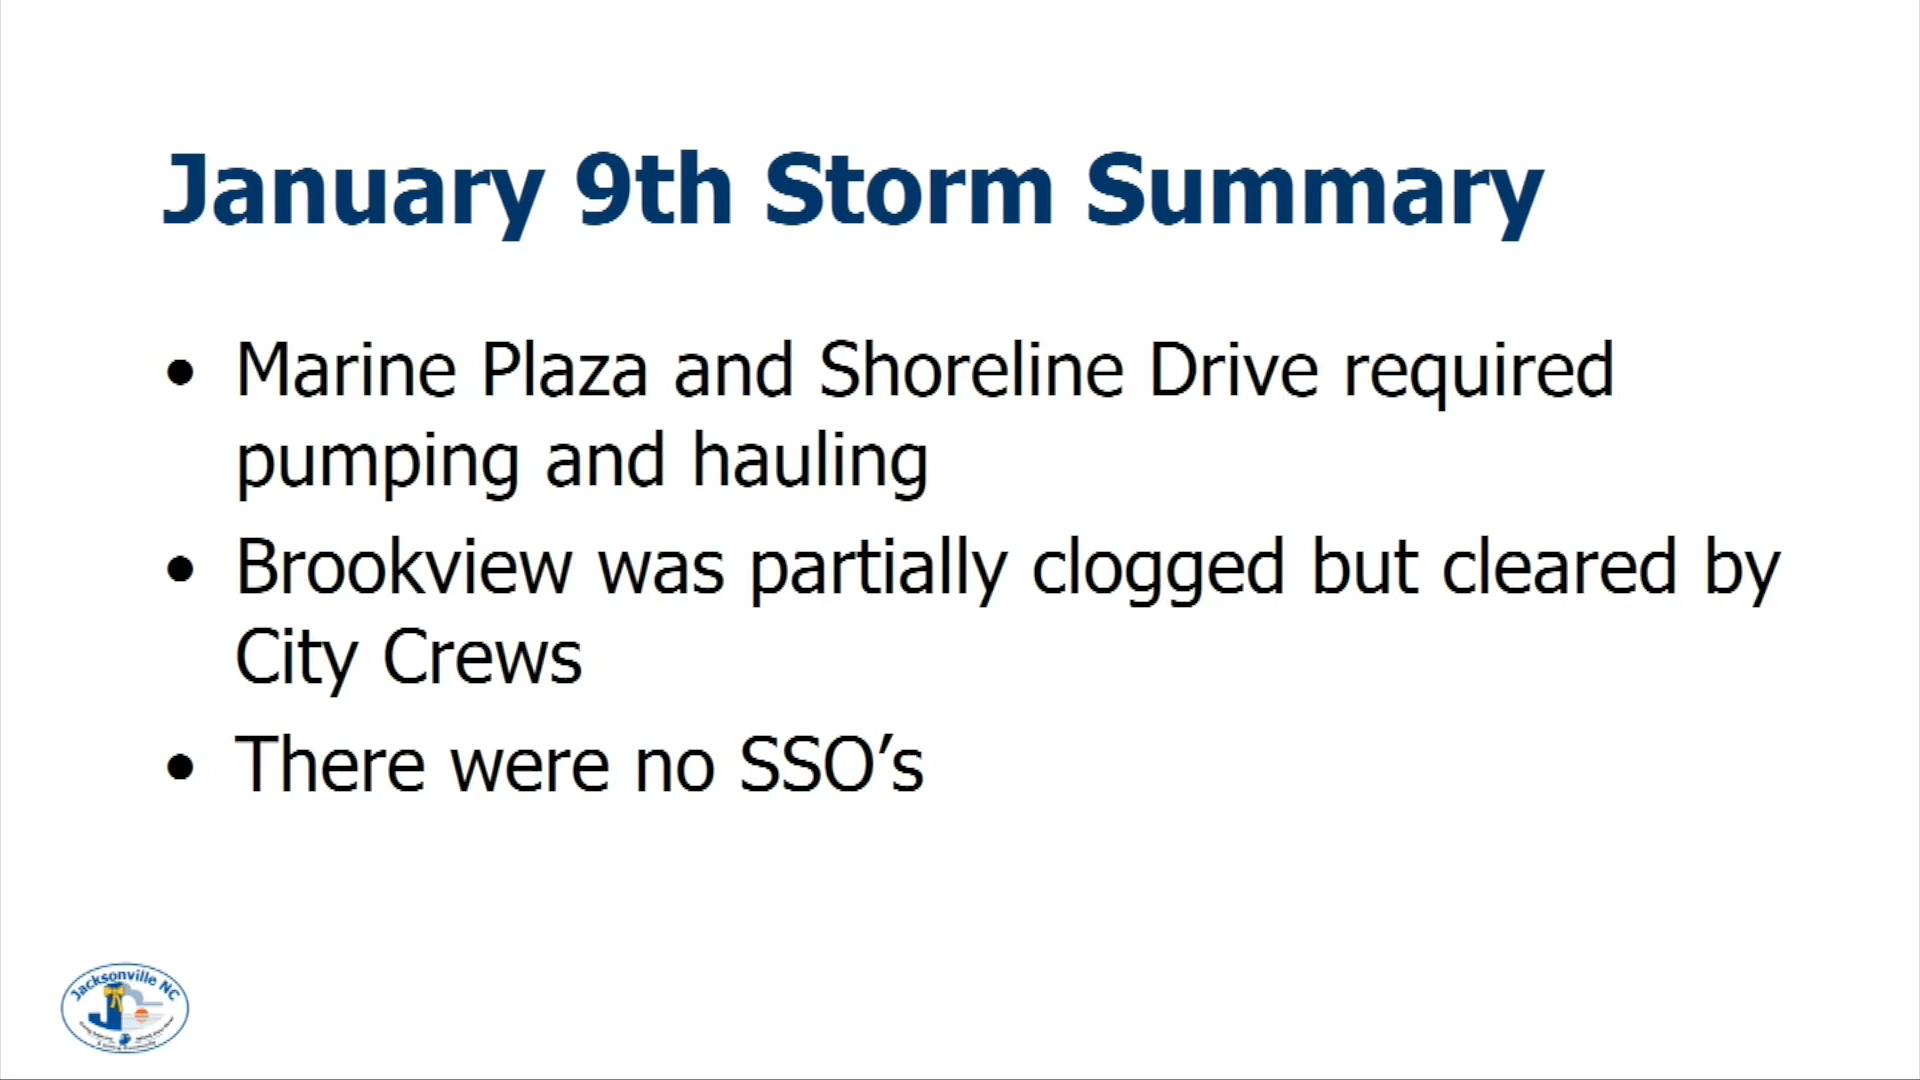 January 9th Storm Summary
• Marine Plaza and Shoreline Drive required
pumping and hauling
• Brookview was partially clogged but cleared by
City Crews
• There were no SSO’s
Jacksonville NC